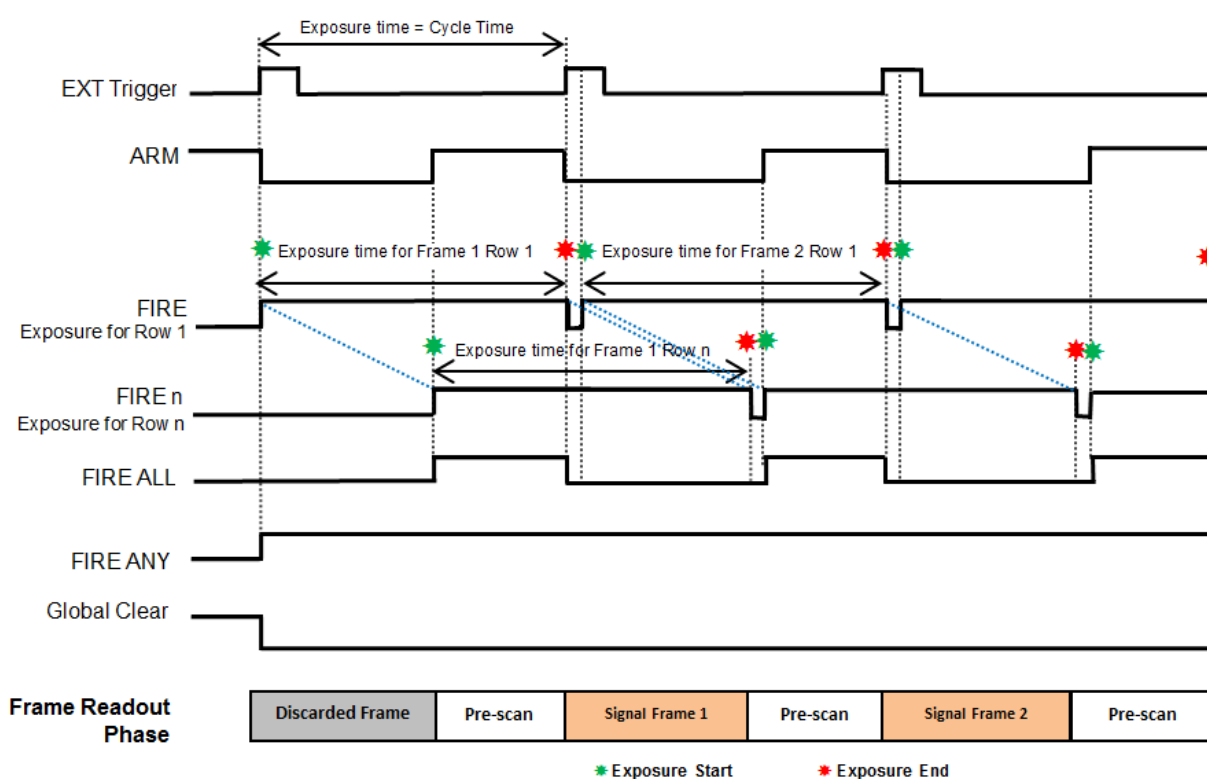 Exposure time = Cycle Time
EXT Trigger
ARM
Exposure time for Frame 1 Row 1
Exposure time for Frame 2 Row 1
FIRE
Exposure for Row 1
Exposure time for Frame 1 Row n
FIRE n
Exposure for Row n
FIRE ALL
FIRE ANY
Global Clear
Frame Readout
Phase
Discarded Frame
Pre-scan
Signal Frame 1
Pre-scan
Signal Frame 2
Pre-scan
Exposure Start
Exposure End